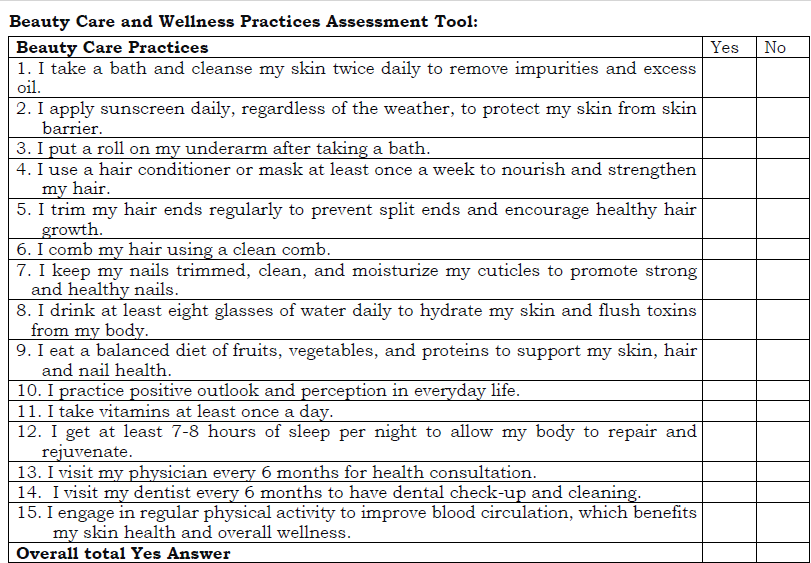 Beauty Care and Wellness Practices Assessment Tool:
Beauty Care Practices Yes No
1. I take a bath and cleanse my skin twice daily to remove impurities and excess
oil.
2. I apply sunscreen daily, regardless of the weather, to protect my skin from skin
barrier.
3. I put a roll on my underarm after taking a bath.
4. I use a hair conditioner or mask at least once a week to nourish and strengthen
my hair.
5. I trim my hair ends regularly to prevent split ends and encourage healthy hair
growth.
6. I comb my hair using a clean comb.
7. I keep my nails trimmed, clean, and moisturize my cuticles to promote strong
and healthy nails.
8. I drink at least eight glasses of water daily to hydrate my skin and flush toxins
from my body.
9. I eat a balanced diet of fruits, vegetables, and proteins to support my skin, hair
and nail health.
10. I practice positive outlook and perception in everyday life.
11. I take vitamins at least once a day.
12. I get at least 7-8 hours of sleep per night to allow my body to repair and
rejuvenate.
13. I visit my physician every 6 months for health consultation.
14. I visit my dentist every 6 months to have dental check-up and cleaning.
15. I engage in regular physical activity to improve blood circulation, which benefits
my skin health and overall wellness.
Overall total Yes Answer